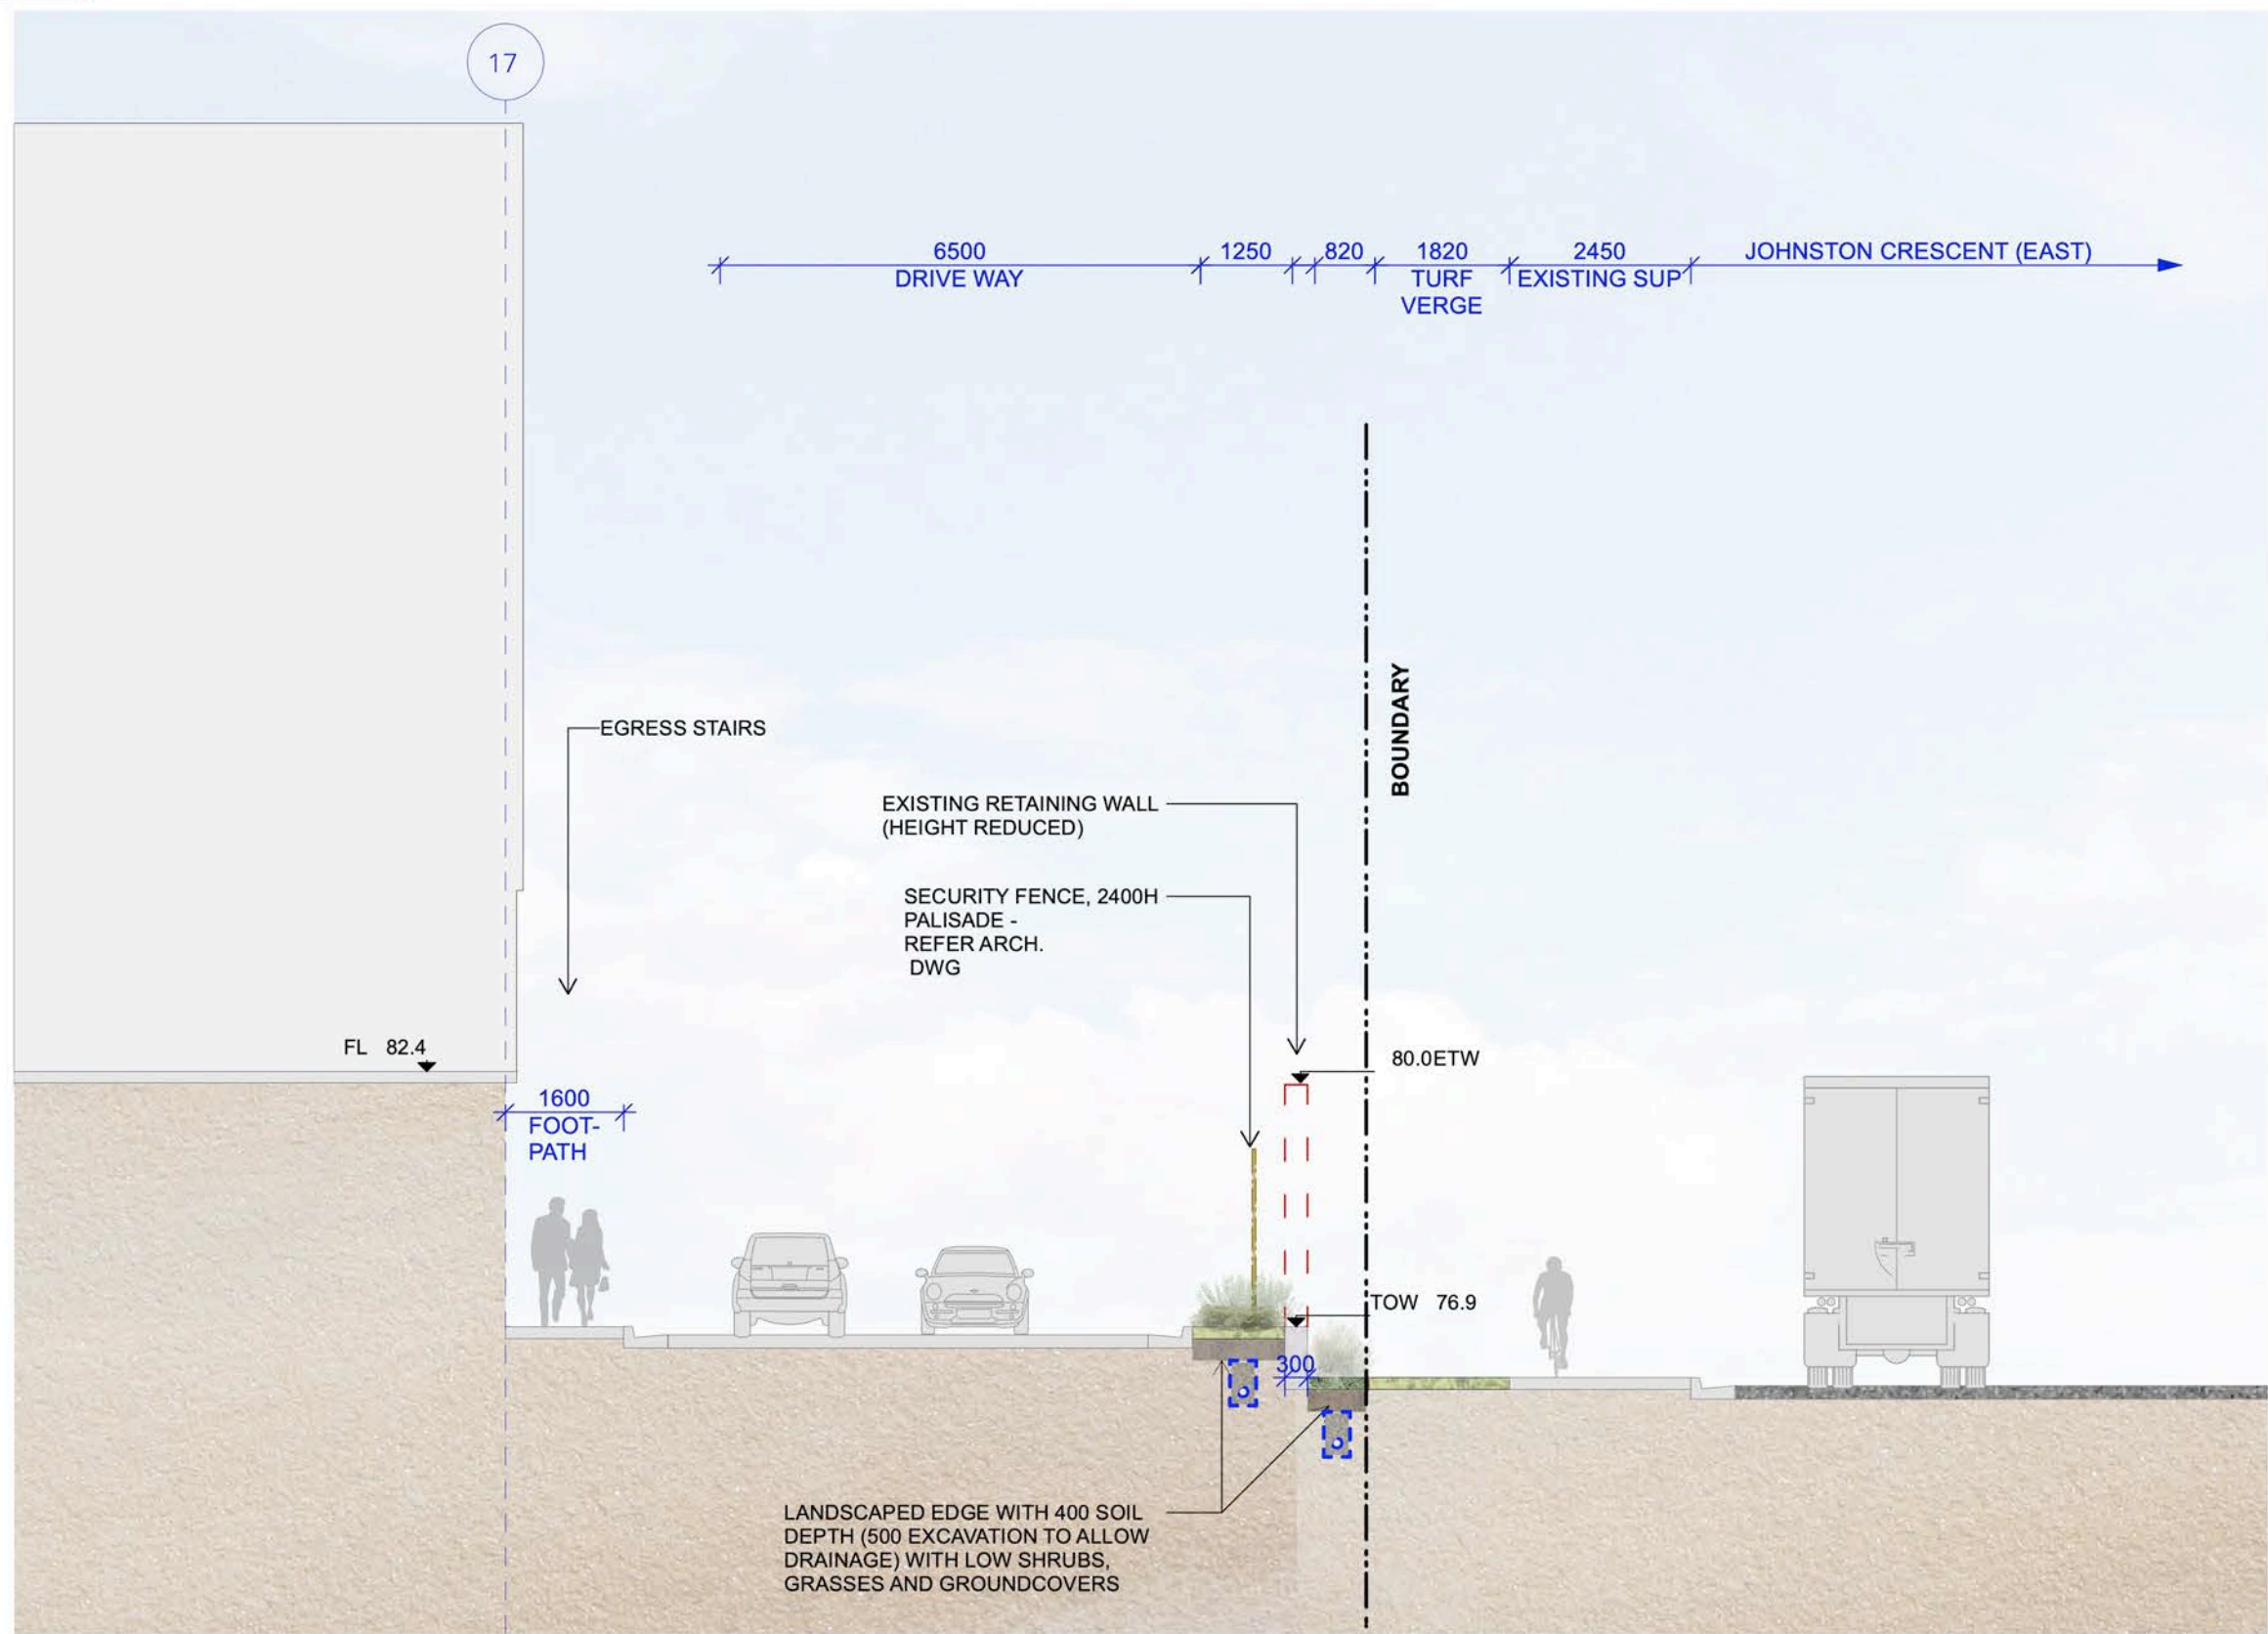 17
6500
DRIVE WAY
1250
820
1820
TURF
VERGE
2450
EXISTING SUP
JOHNSTON CRESCENT (EAST)
BOUNDARY
EGRESS STAIRS
EXISTING RETAINING WALL
(HEIGHT REDUCED)
SECURITY FENCE, 2400H
PALISADE -
REFER ARCH.
DWG
FL 82.4
80.0ETW
1600
FOOT-
PATH
TOW 76.9
300
LANDSCAPED EDGE WITH 400 SOIL
DEPTH (500 EXCAVATION TO ALLOW
DRAINAGE) WITH LOW SHRUBS,
GRASSES AND GROUNDCOVERS